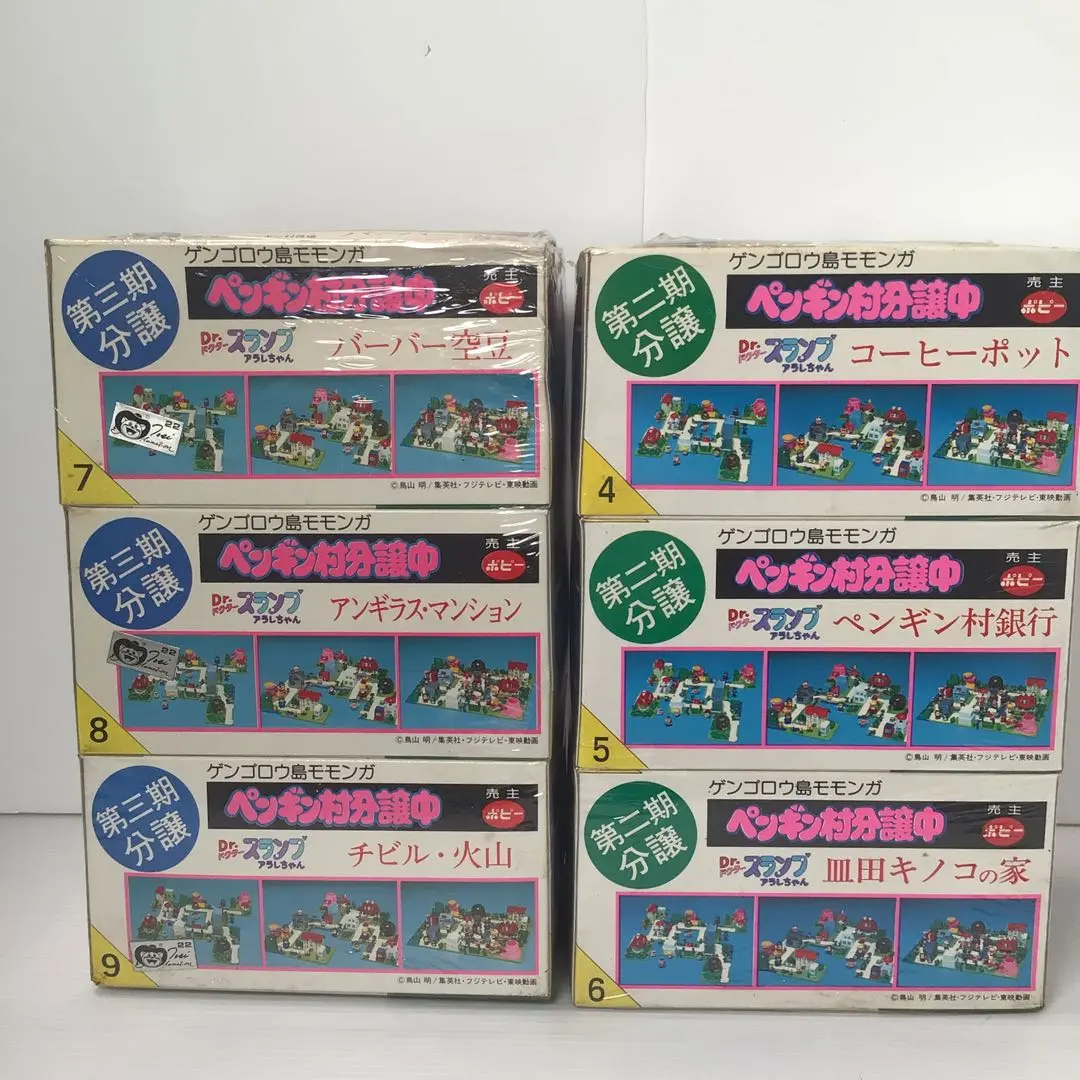 ゲンゴロウ島モモンガ
第三期
分譲
ペンギン村分譲中
売主
ポピー
Dr.スランプ
ドクター
アラレちゃん
バーバー空豆
22
7
©鳥山 明/集英社・フジテレビ・東映動画
ゲンゴロウ島モモンガ
第三期
分譲
ペンギン村分譲中
売主
ポピー
Dr.スランプ
ドクター
アラレちゃん
アンギラス・マンション
22
8
©鳥山 明/集英社・フジテレビ・東映動画
ゲンゴロウ島モモンガ
第三期
分譲
ペンギン村分譲中
売主
ポピー
Dr.スランプ
ドクター
アラレちゃん
チビル・火山
22
9
©鳥山 明/集英社・フジテレビ・東映動画
ゲンゴロウ島モモンガ
第二期
分譲
ペンギン村分譲中
売主
ポピー
Dr.スランプ
ドクター
アラレちゃん
コーヒーポット
4
©鳥山 明/集英社・フジテレビ・東映動画
ゲンゴロウ島モモンガ
第二期
分譲
ペンギン村分譲中
売主
ポピー
Dr.スランプ
ドクター
アラレちゃん
ペンギン村銀行
5
©鳥山 明/集英社・フジテレビ・東映動画
ゲンゴロウ島モモンガ
第二期
分譲
ペンギン村分譲中
売主
ポピー
Dr.スランプ
ドクター
アラレちゃん
皿田キノコの家
6
©鳥山 明/集英社・フジテレビ・東映動画